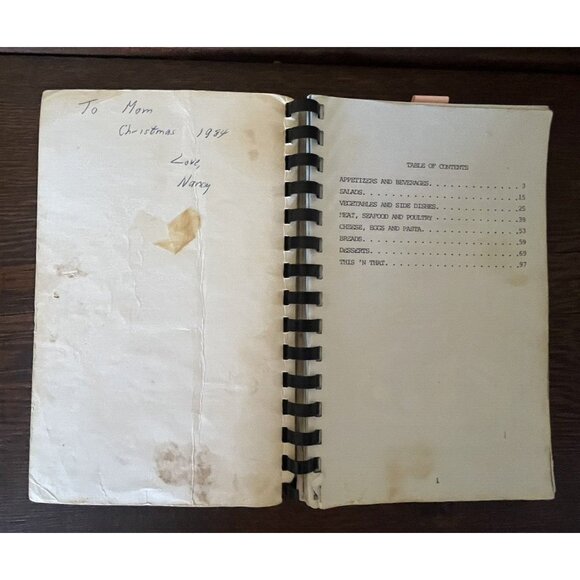 To Mom
Christmas 1984
Love,
Nancy
TABLE OF CONTENTS
APPETIZERS AND BEVERAGES. . . . . . . . . . . . . . 3
SALADS. . . . . . . . . . . . . . . . . . . . . . . .15
VEGETABLES AND SIDE DISHES. . . . . . . . . . . . . .25
MEAT, SEAFOOD AND POULTRY . . . . . . . . . . . . . .39
CHEESE, EGGS AND PASTA. . . . . . . . . . . . . . . .53
BREADS. . . . . . . . . . . . . . . . . . . . . . . .59
DESSERTS. . . . . . . . . . . . . . . . . . . . . . .69
THIS 'N THAT. . . . . . . . . . . . . . . . . . . . .97
1